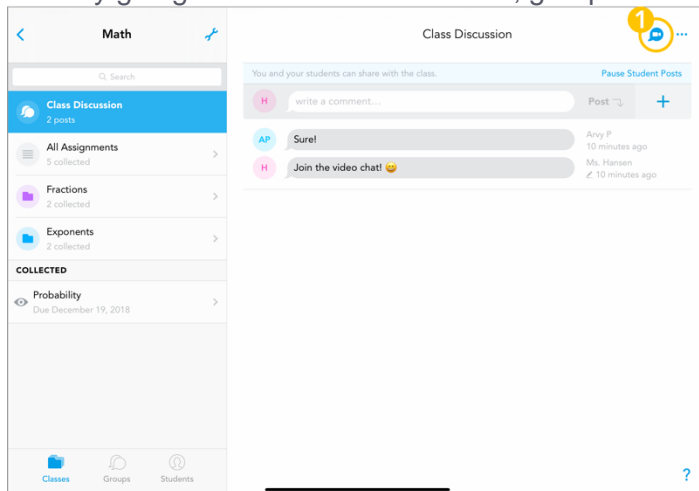 Math
Class Discussion
1
Search
Class Discussion
2 posts
All Assignments
5 collected
Fractions
2 collected
Exponents
2 collected
COLLECTED
Probability
Due December 19, 2018
Classes
Groups
Students
You and your students can share with the class.
Pause Student Posts
H
write a comment...
Post
AP
Sure!
Arvy P
10 minutes ago
H
Join the video chat! 😄
Ms. Hansen
10 minutes ago
?